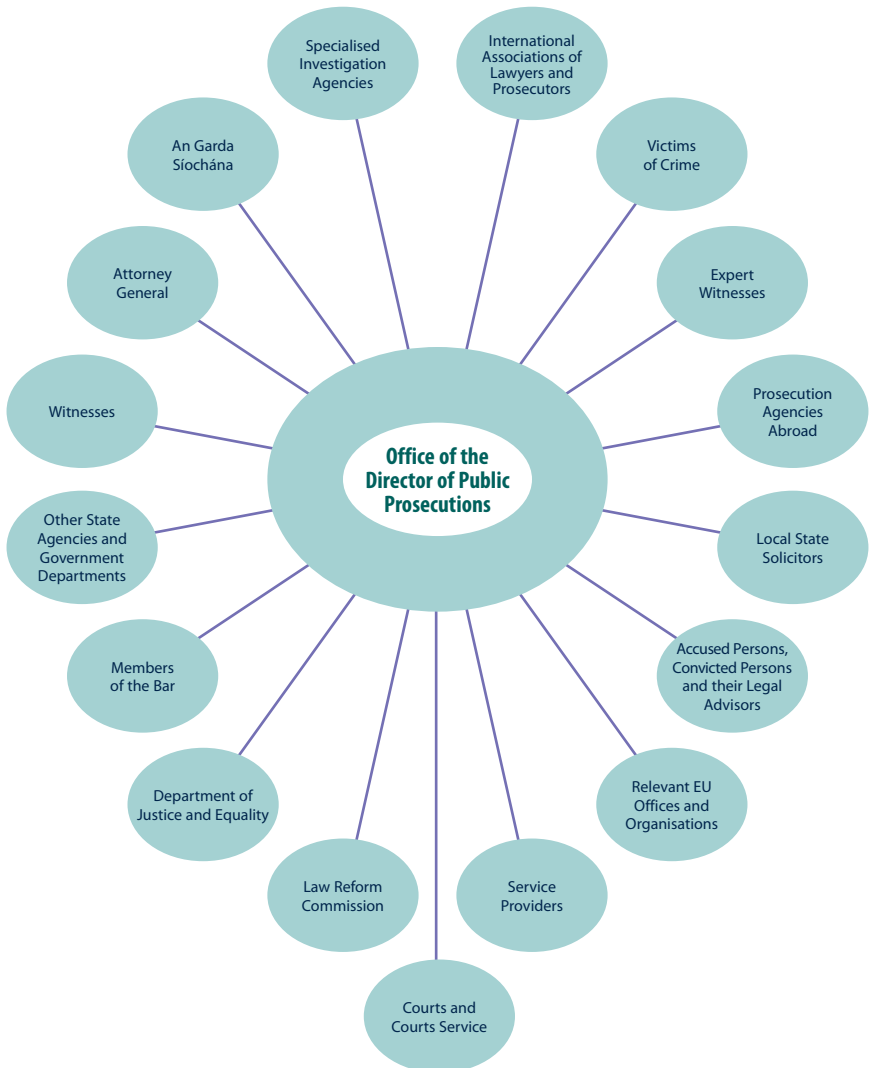 Specialised
Investigation
Agencies
International
Associations of
Lawyers and
Prosecutors
An Garda
Síochána
Victims
of Crime
Attorney
General
Expert
Witnesses
Witnesses
Prosecution
Agencies
Abroad
Office of the
Director of Public
Prosecutions
Other State
Agencies and
Government
Departments
Local State
Solicitors
Members
of the Bar
Accused Persons,
Convicted Persons
and their Legal
Advisors
Department of
Justice and Equality
Relevant EU
Offices and
Organisations
Law Reform
Commission
Service
Providers
Courts and
Courts Service